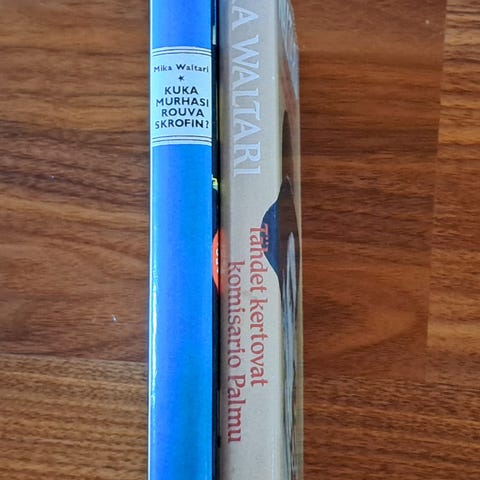 Mika Waltari
KUKA
MURHASI
ROUVA
SKROFIN?
A WALTARI
Tähdet kertovat
komisario Palmu